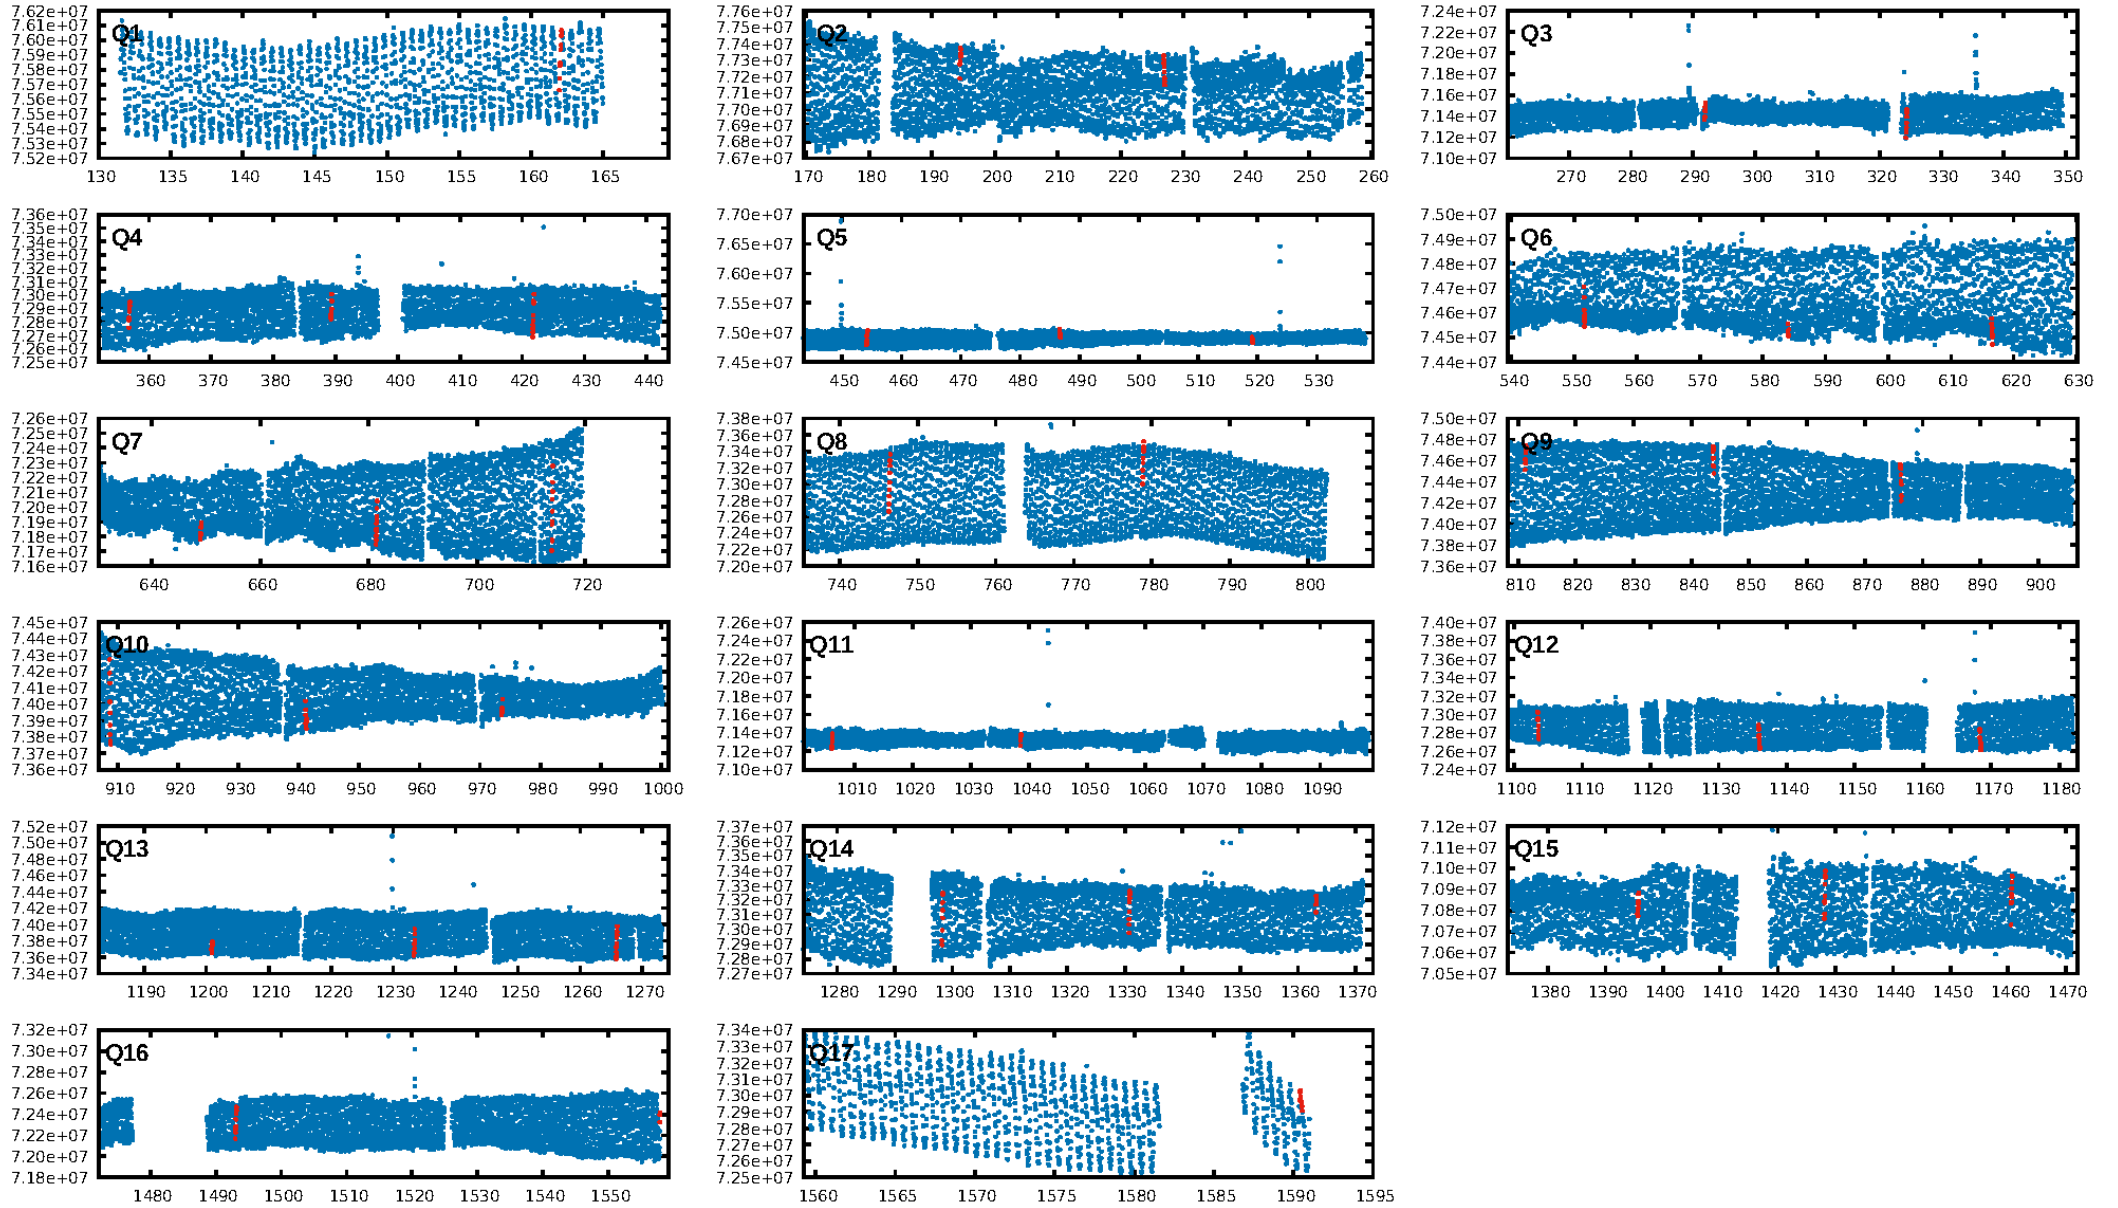 Q1
7.62e+07
7.61e+07
7.60e+07
7.59e+07
7.58e+07
7.57e+07
7.56e+07
7.55e+07
7.54e+07
7.53e+07
7.52e+07
130 135 140 145 150 155 160 165
Q2
7.76e+07
7.75e+07
7.74e+07
7.73e+07
7.72e+07
7.71e+07
7.70e+07
7.69e+07
7.68e+07
7.67e+07
170 180 190 200 210 220 230 240 250 260
Q3
7.24e+07
7.22e+07
7.20e+07
7.18e+07
7.16e+07
7.14e+07
7.12e+07
7.10e+07
270 280 290 300 310 320 330 340 350
Q4
7.36e+07
7.35e+07
7.34e+07
7.33e+07
7.32e+07
7.31e+07
7.30e+07
7.29e+07
7.28e+07
7.27e+07
7.26e+07
7.25e+07
360 370 380 390 400 410 420 430 440
Q5
7.70e+07
7.65e+07
7.60e+07
7.55e+07
7.50e+07
7.45e+07
450 460 470 480 490 500 510 520 530
Q6
7.50e+07
7.49e+07
7.48e+07
7.47e+07
7.46e+07
7.45e+07
7.44e+07
540 550 560 570 580 590 600 610 620 630
Q7
7.26e+07
7.25e+07
7.24e+07
7.23e+07
7.22e+07
7.21e+07
7.20e+07
7.19e+07
7.18e+07
7.17e+07
7.16e+07
640 660 680 700 720
Q8
7.38e+07
7.36e+07
7.34e+07
7.32e+07
7.30e+07
7.28e+07
7.26e+07
7.24e+07
7.22e+07
7.20e+07
740 750 760 770 780 790 800
Q9
7.50e+07
7.48e+07
7.46e+07
7.44e+07
7.42e+07
7.40e+07
7.38e+07
7.36e+07
810 820 830 840 850 860 870 880 890 900
Q10
7.45e+07
7.44e+07
7.43e+07
7.42e+07
7.41e+07
7.40e+07
7.39e+07
7.38e+07
7.37e+07
7.36e+07
910 920 930 940 950 960 970 980 990 1000
Q11
7.26e+07
7.24e+07
7.22e+07
7.20e+07
7.18e+07
7.16e+07
7.14e+07
7.12e+07
7.10e+07
1010 1020 1030 1040 1050 1060 1070 1080 1090
Q12
7.40e+07
7.38e+07
7.36e+07
7.34e+07
7.32e+07
7.30e+07
7.28e+07
7.26e+07
7.24e+07
1100 1110 1120 1130 1140 1150 1160 1170 1180
Q13
7.52e+07
7.50e+07
7.48e+07
7.46e+07
7.44e+07
7.42e+07
7.40e+07
7.38e+07
7.36e+07
7.34e+07
1190 1200 1210 1220 1230 1240 1250 1260 1270
Q14
7.37e+07
7.36e+07
7.35e+07
7.34e+07
7.33e+07
7.32e+07
7.31e+07
7.30e+07
7.29e+07
7.28e+07
7.27e+07
1280 1290 1300 1310 1320 1330 1340 1350 1360 1370
Q15
7.12e+07
7.11e+07
7.10e+07
7.09e+07
7.08e+07
7.07e+07
7.06e+07
7.05e+07
1380 1390 1400 1410 1420 1430 1440 1450 1460 1470
Q16
7.32e+07
7.30e+07
7.28e+07
7.26e+07
7.24e+07
7.22e+07
7.20e+07
7.18e+07
1480 1490 1500 1510 1520 1530 1540 1550
Q17
7.34e+07
7.33e+07
7.32e+07
7.31e+07
7.30e+07
7.29e+07
7.28e+07
7.27e+07
7.26e+07
7.25e+07
1560 1565 1570 1575 1580 1585 1590 1595